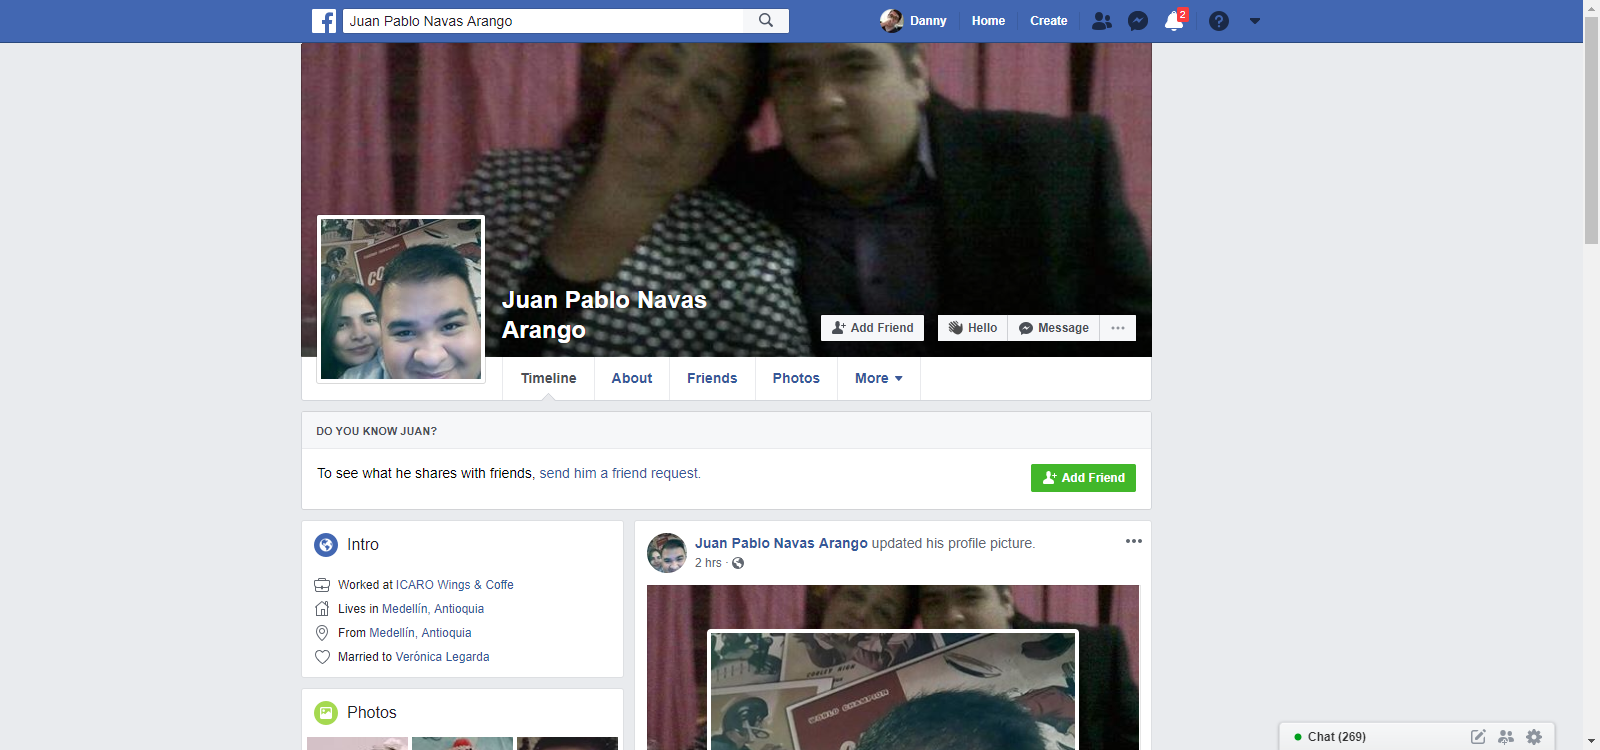 Juan Pablo Navas Arango
Danny
Home
Create
2
Juan Pablo Navas
Arango
Add Friend
Hello
Message
Timeline
About
Friends
Photos
More
DO YOU KNOW JUAN?
To see what he shares with friends, send him a friend request.
Add Friend
Intro
Worked at ICARO Wings & Coffe
Lives in Medellín, Antioquia
From Medellín, Antioquia
Married to Verónica Legarda
Photos
Juan Pablo Navas Arango updated his profile picture.
2 hrs ·
WORLD CHAMPION
Chat (269)